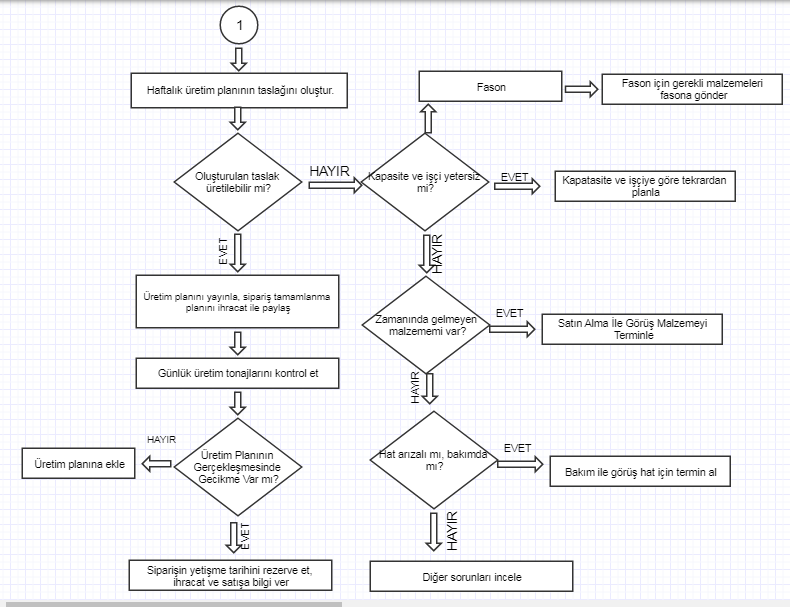 1
Haftalık üretim planının taslağını oluştur.
Fason
Fason için gerekli malzemeleri
fasona gönder
Oluşturulan taslak
üretilebilir mi?
HAYIR
Kapasite ve işçi yetersiz
mi?
EVET
Kapatasite ve işçiye göre tekrardan
planla
EVET
HAYIR
Üretim planını yayınla, sipariş tamamlanma
planını ihracat ile paylaş
Zamanında gelmeyen
malzememi var?
EVET
Satın Alma İle Görüş Malzemeyi
Terminle
Günlük üretim tonajlarını kontrol et
HAYIR
HAYIR
Üretim Planının
Gerçekleşmesinde
Gecikme Var mı?
Üretim planına ekle
Hat arızalı mı, bakımda
mı?
EVET
Bakım ile görüş hat için termin al
EVET
HAYIR
Siparişin yetişme tarihini rezerve et,
ihracat ve satışa bilgi ver
Diğer sorunları incele